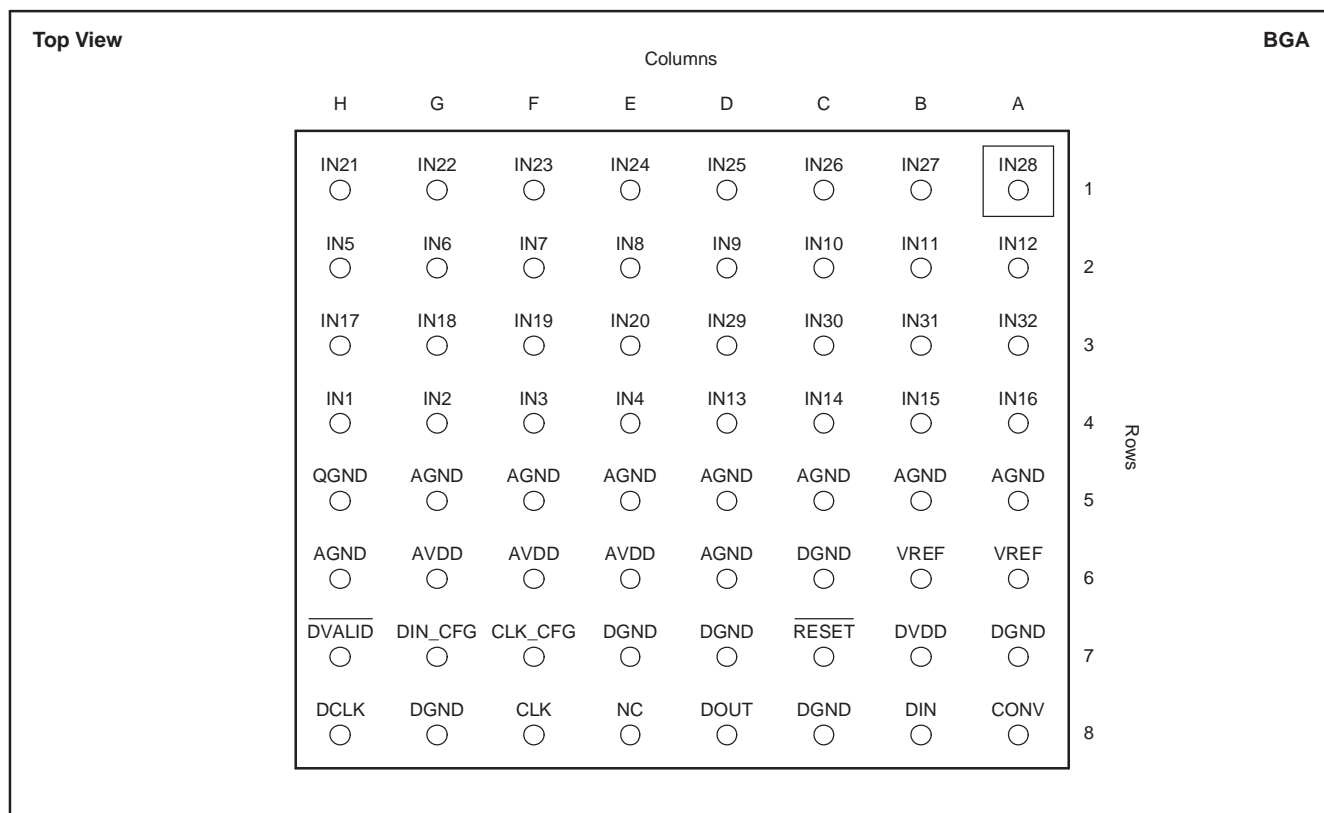 Top View BGA
Columns
H G F E D C B A
IN21 IN22 IN23 IN24 IN25 IN26 IN27 IN28
1
IN5 IN6 IN7 IN8 IN9 IN10 IN11 IN12
2
IN17 IN18 IN19 IN20 IN29 IN30 IN31 IN32
3
IN1 IN2 IN3 IN4 IN13 IN14 IN15 IN16
4
Rows
QGND AGND AGND AGND AGND AGND AGND AGND
5
AGND AVDD AVDD AVDD AGND DGND VREF VREF
6
DVALID DIN_CFG CLK_CFG DGND DGND RESET DVDD DGND
7
DCLK DGND CLK NC DOUT DGND DIN CONV
8